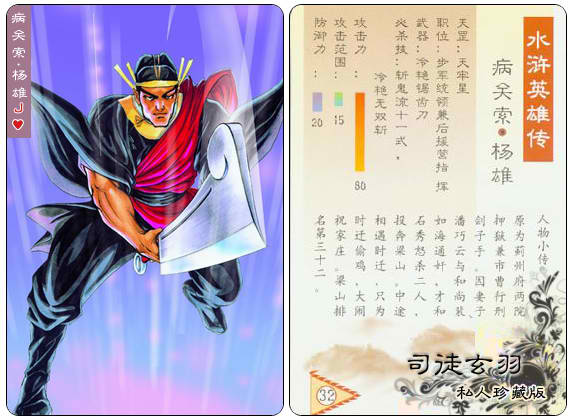 病关索·杨雄J♥
水浒英雄传
病关索·杨雄
天罡：天牢星
职位：步军统领兼后援营指挥
武器：冷艳锯齿刀
必杀技：斩鬼流十一式，
冷艳无双斩
攻击力：
80
攻击范围：
15
防御力：
20
人物小传
原为蓟州府两院
押狱兼市曹行刑
刽子手。因妻子
潘巧云与和尚裴
如海通奸，才和
石秀怒杀二人，
投奔梁山。中途
相遇时迁，只为
时迁偷鸡，大闹
祝家庄。梁山排
名第三十二。
32
司徒玄羽
私人珍藏版